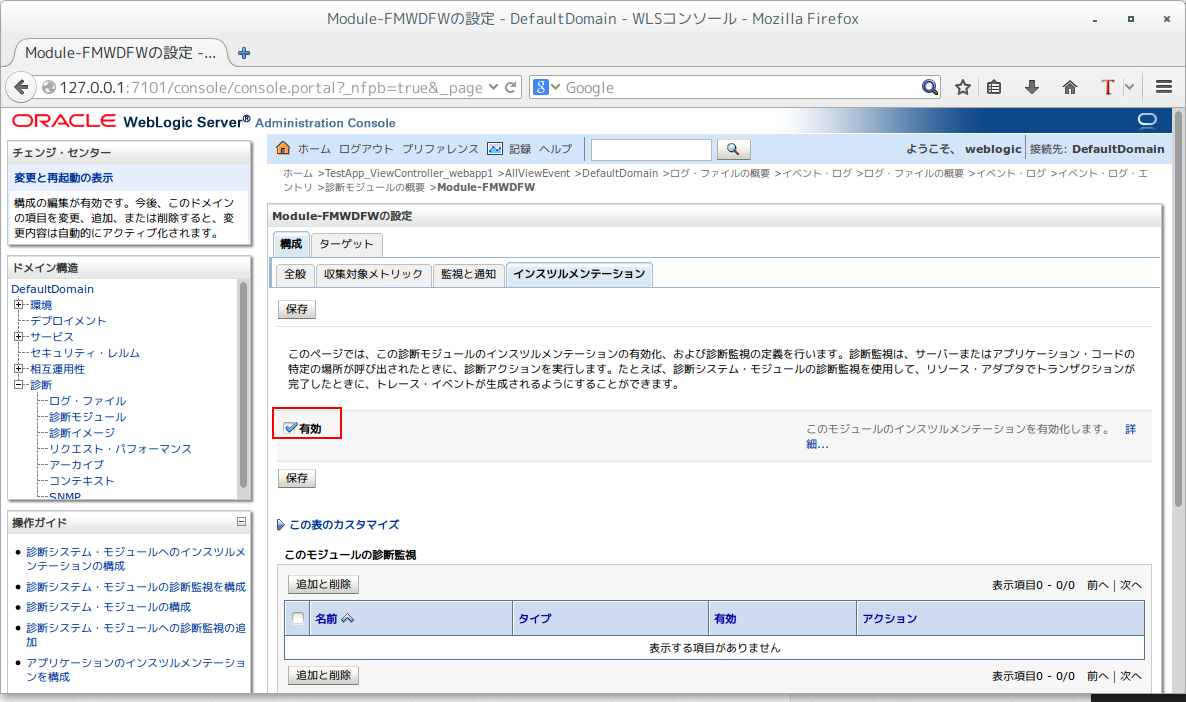 Module-FMWDFWの設定 - DefaultDomain - WLSコンソール - Mozilla Firefox
Module-FMWDFWの設定 -...
127.0.0.1:7101/console/console.portal?_nfpb=true&_page
Google
ORACLE WebLogic Server® Administration Console
チェンジ・センター
変更と再起動の表示
構成の編集が有効です。今後、このドメイン
の項目を変更、追加、または削除すると、変
更内容は自動的にアクティブ化されます。
ドメイン構造
DefaultDomain
環境
デプロイメント
サービス
セキュリティ・レルム
相互運用性
診断
ログ・ファイル
診断モジュール
診断イメージ
リクエスト・パフォーマンス
アーカイブ
コンテキスト
SNMP
操作ガイド
診断システム・モジュールへのインスツルメ
ンテーションの構成
診断システム・モジュールの診断監視を構成
診断システム・モジュールの構成
診断システム・モジュールへの診断監視の追
加
アプリケーションのインスツルメンテーショ
ンを構成
ホーム ログアウト プリファレンス 記録 ヘルプ
ようこそ、 weblogic 接続先: DefaultDomain
ホーム >TestApp_ViewController_webapp1 >AllViewEvent >DefaultDomain >ログ・ファイルの概要 >イベント・ログ >ログ・ファイルの概要 >イベント・ログ >イベント・ログ・エ
ントリ >診断モジュールの概要 >Module-FMWDFW
Module-FMWDFWの設定
構成 ターゲット
全般 収集対象メトリック 監視と通知 インスツルメンテーション
保存
このページでは、この診断モジュールのインスツルメンテーションの有効化、および診断監視の定義を行います。診断監視は、サーバーまたはアプリケーション・コードの
特定の場所が呼び出されたときに、診断アクションを実行します。たとえば、診断システム・モジュールの診断監視を使用して、リソース・アダプタでトランザクションが
完了したときに、トレース・イベントが生成されるようにすることができます。
有効
このモジュールのインスツルメンテーションを有効化します。 詳
細...
保存
この表のカスタマイズ
このモジュールの診断監視
追加と削除
表示項目0 - 0/0 前へ | 次へ
名前 タイプ 有効 アクション
表示する項目がありません
追加と削除
表示項目0 - 0/0 前へ | 次へ